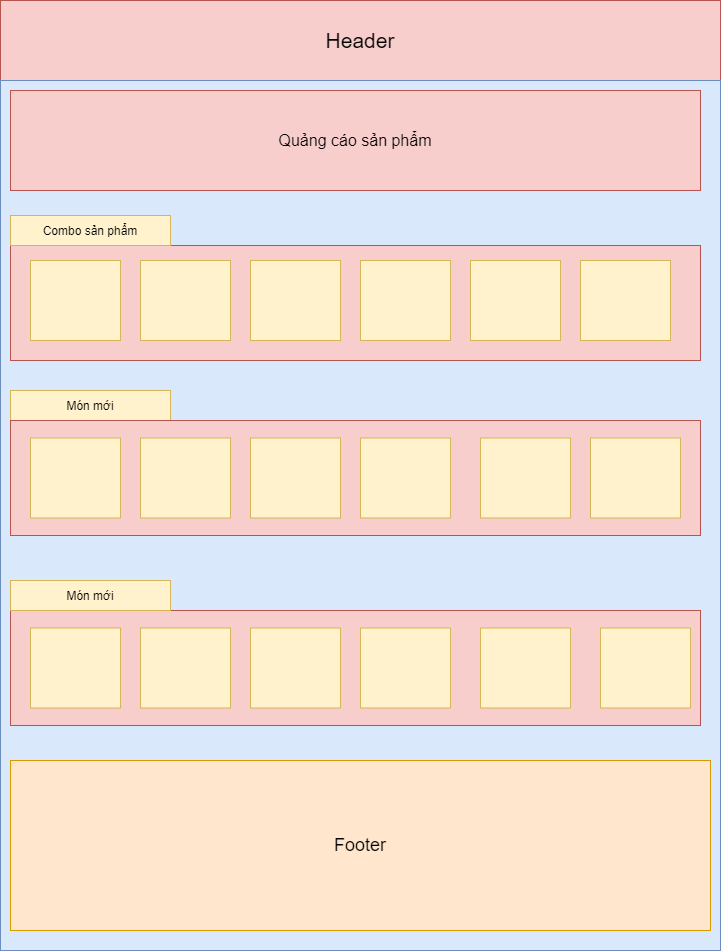 Header
Quảng cáo sản phẩm
Combo sản phẩm
Món mới
Món mới
Footer